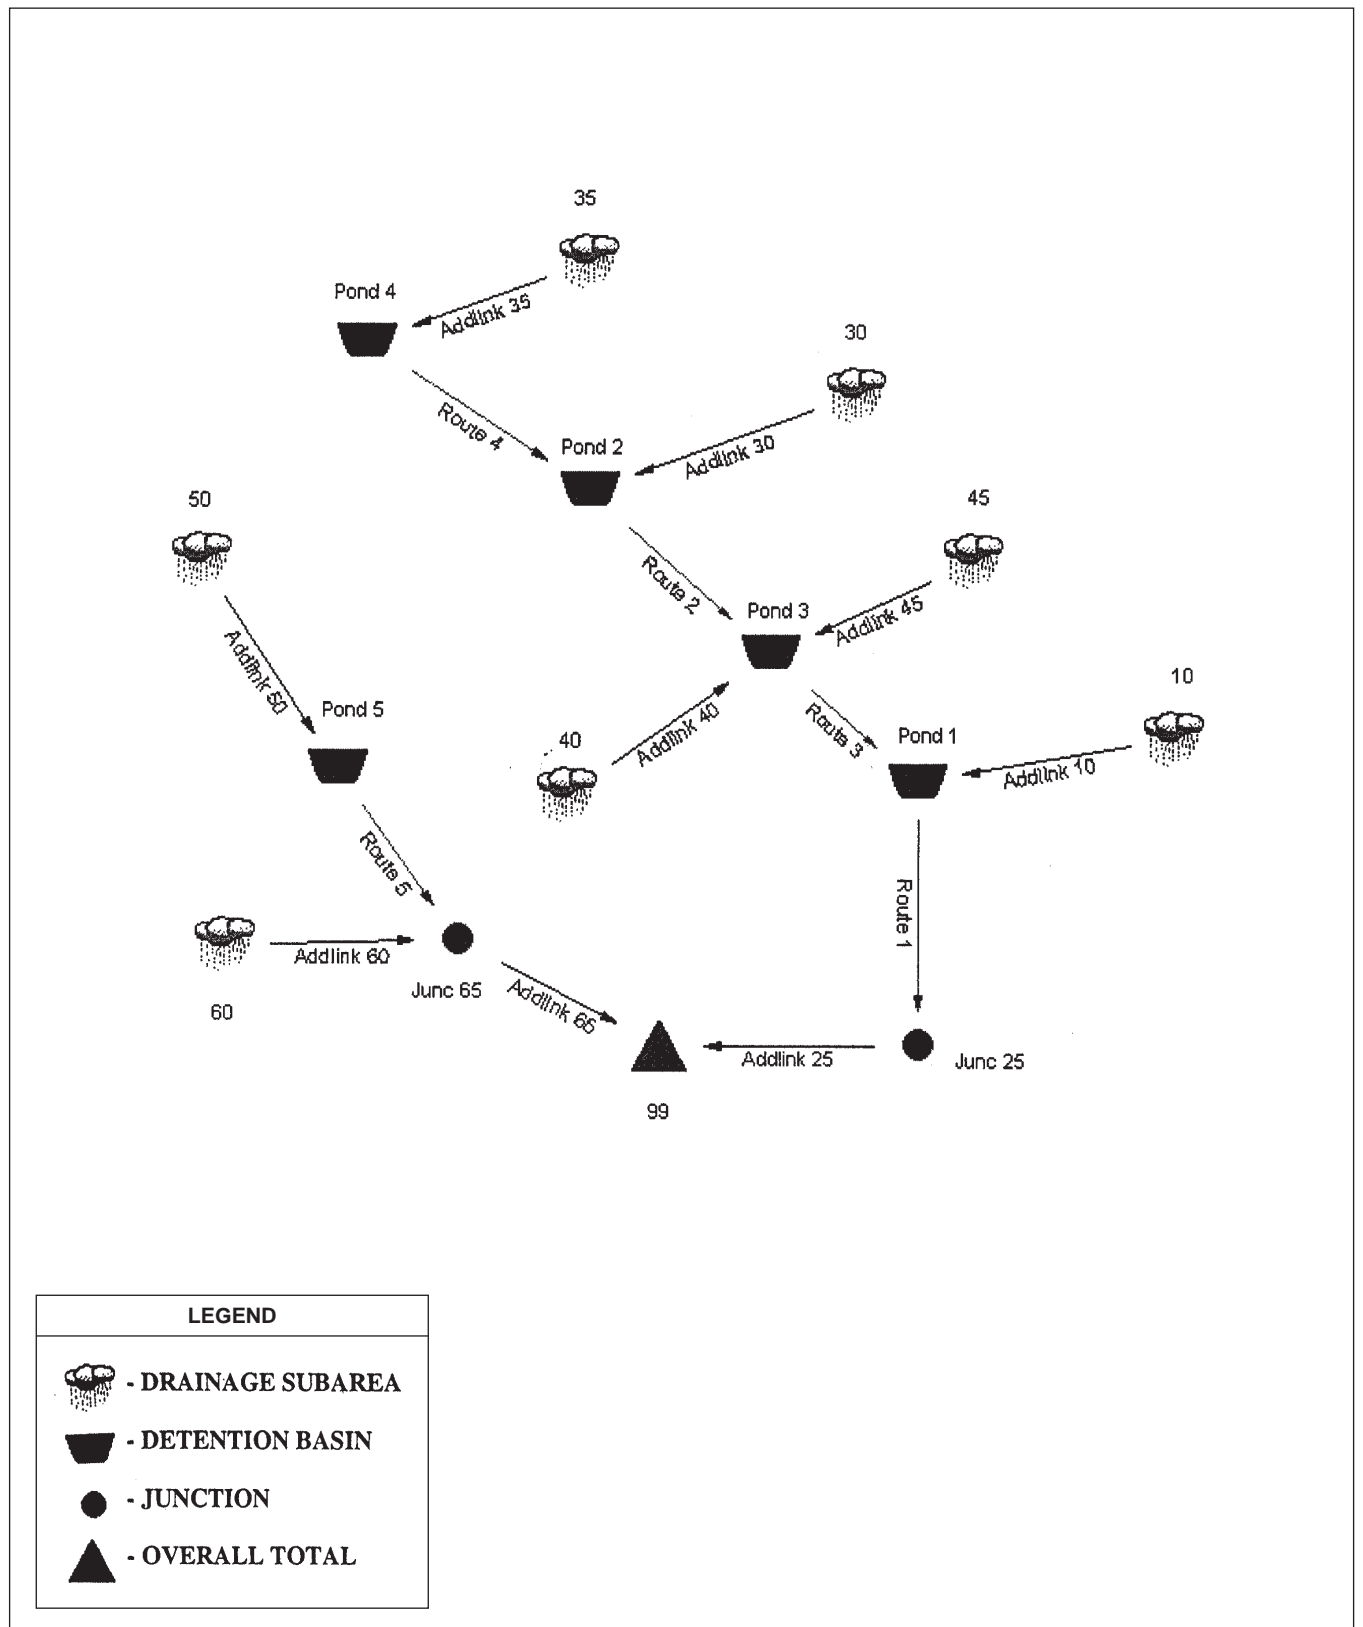 35
Pond 4
Addlink 35
30
Route 4
Pond 2
Addlink 30
50
45
Route 2
Pond 3
Addlink 45
Addlink 50
10
Pond 5
Addlink 40
Route 3
Pond 1
40
Addlink 10
Route 5
Route 1
Addlink 60
Junc 65
Addlink 65
60
Addlink 25
Junc 25
99
LEGEND
- DRAINAGE SUBAREA
- DETENTION BASIN
- JUNCTION
- OVERALL TOTAL